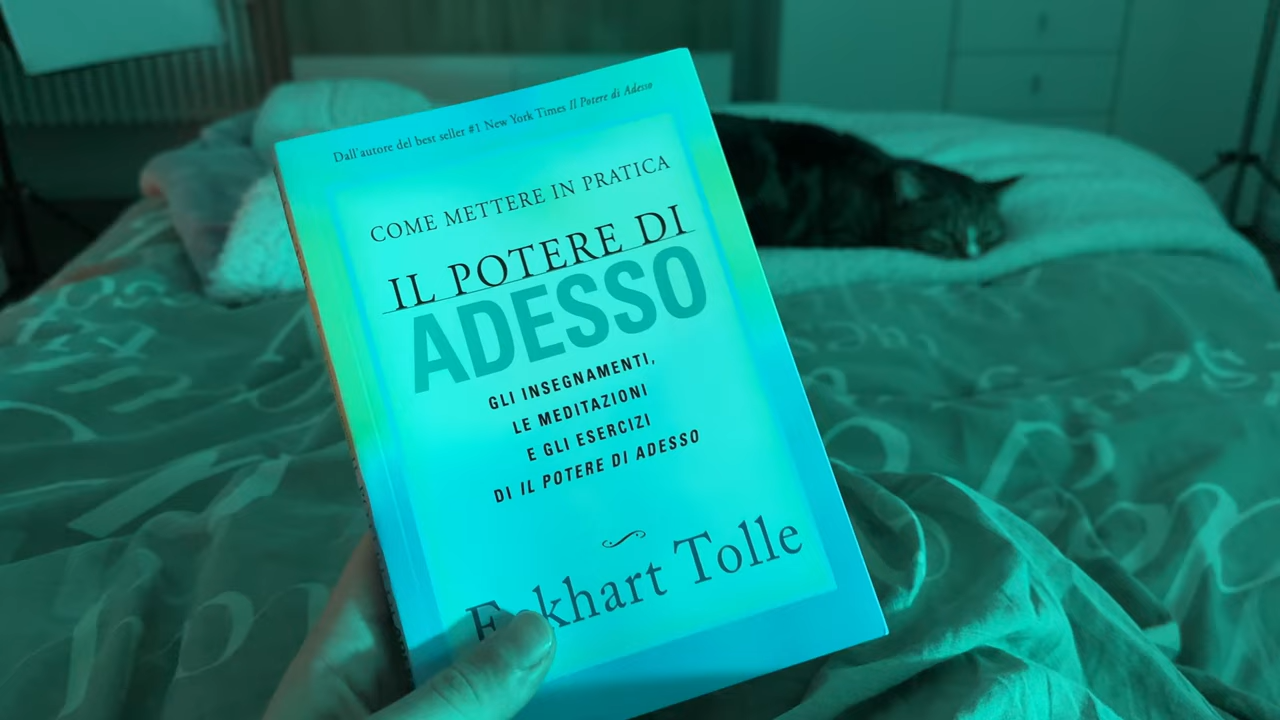 Dall'autore del best seller #1 New York Times Il Potere di Adesso
COME METTERE IN PRATICA
IL POTERE DI
ADESSO
GLI INSEGNAMENTI,
LE MEDITAZIONI
E GLI ESERCIZI
DI IL POTERE DI ADESSO
Eckhart Tolle